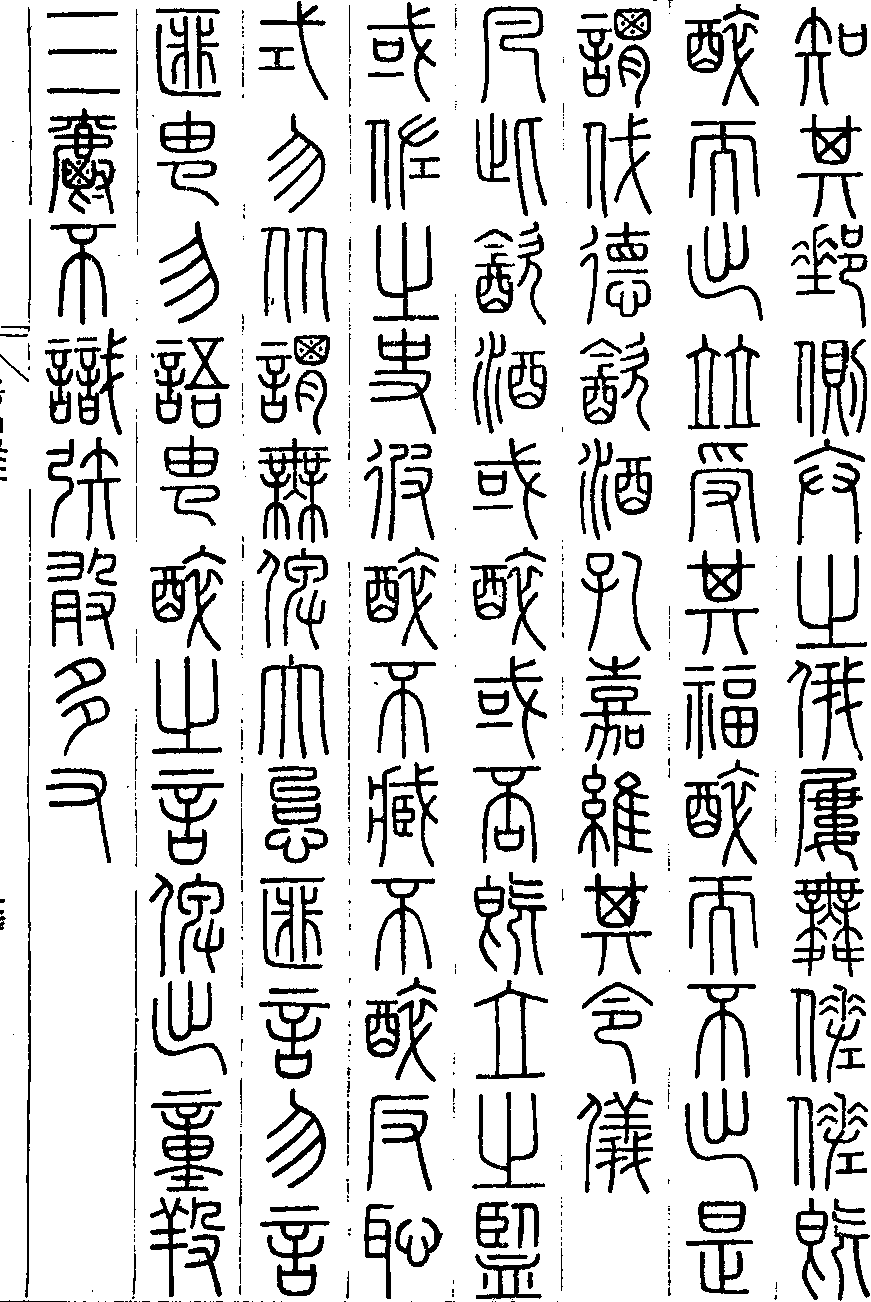 知其郵側弁之俄屢舞傞傞既
醉而出並受其福醉而不出是
謂伐德飲酒孔嘉維其令儀
凡此飲酒或醉或否既立之監
或佐之史彼醉不臧不醉反恥
式勿从謂無俾大怠匪言勿言
匪由勿語由醉之言俾出童羖
三爵不識矧敢多又